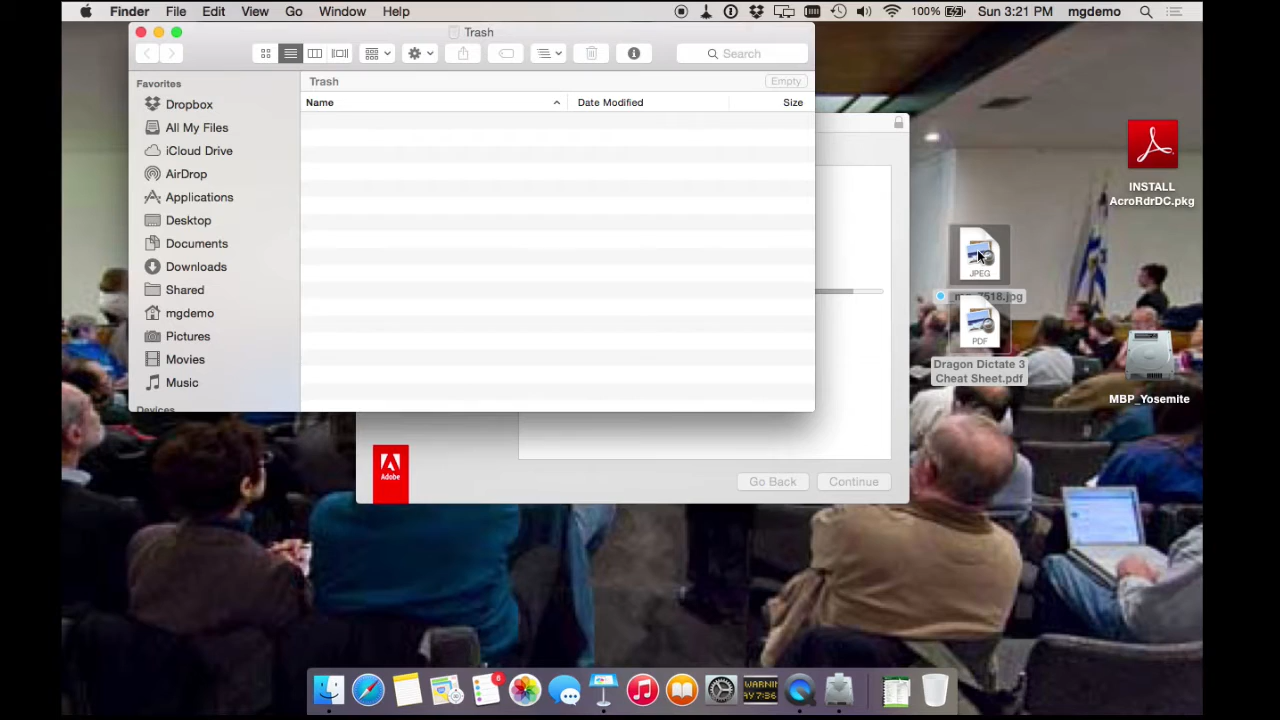 Finder File Edit View Go Window Help 100% Sun 3:21 PM mgdemo
Trash
Search
Favorites
Dropbox
All My Files
iCloud Drive
AirDrop
Applications
Desktop
Documents
Downloads
Shared
mgdemo
Pictures
Movies
Music
Devices
Trash Empty
Name Date Modified Size
JPEG
PDF
Dragon Dictate 3
Cheat Sheet.pdf
INSTALL
AcroRdrDC.pkg
MBP_Yosemite
Adobe
Go Back Continue
6